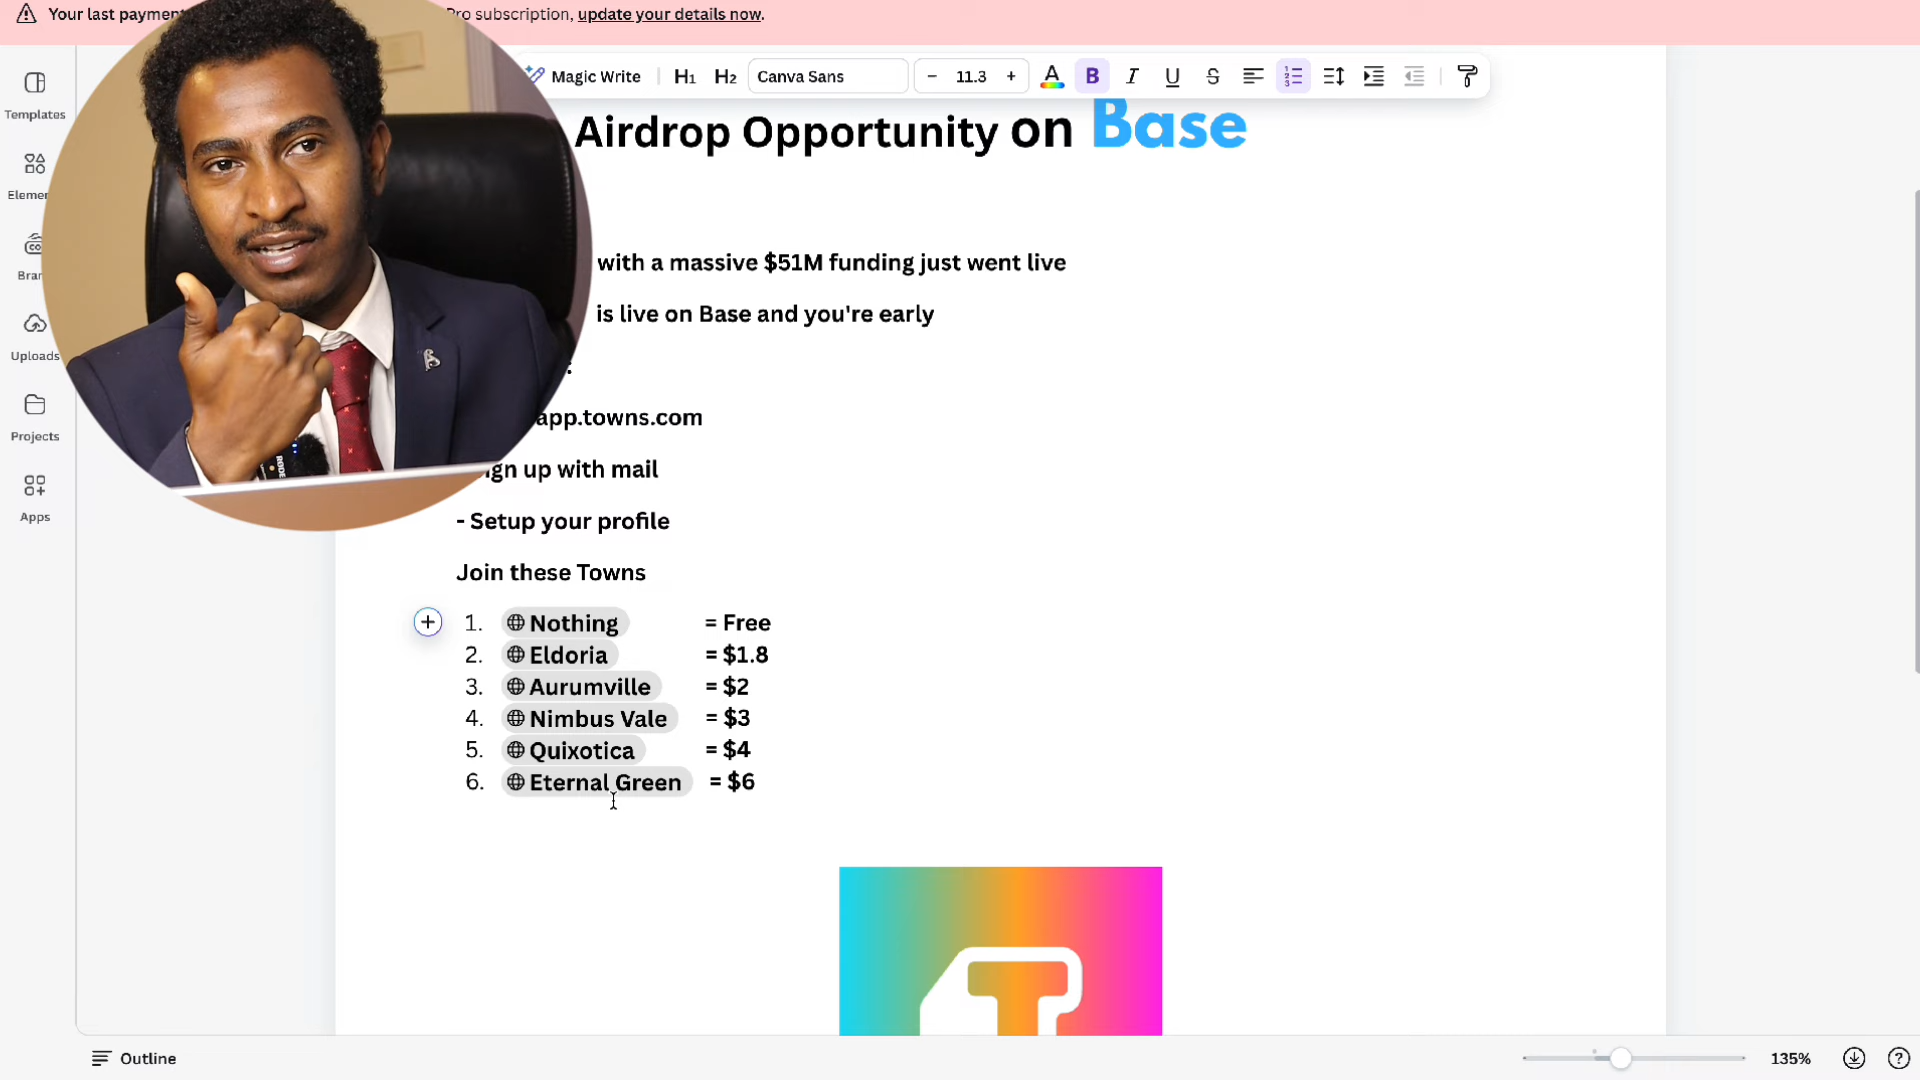 Your last payment
Pro subscription, update your details now.
Templates
Magic Write
H1
H2
Canva Sans
− 11.3 +
A
B
I
U
S
Airdrop Opportunity on Base
Uploads
Projects
Apps
with a massive $51M funding just went live
is live on Base and you're early
:
app.towns.com
gn up with mail
- Setup your profile
Join these Towns
1. Nothing = Free
2. Eldoria = $1.8
3. Aurumville = $2
4. Nimbus Vale = $3
5. Quixotica = $4
6. Eternal Green = $6
Outline
135%